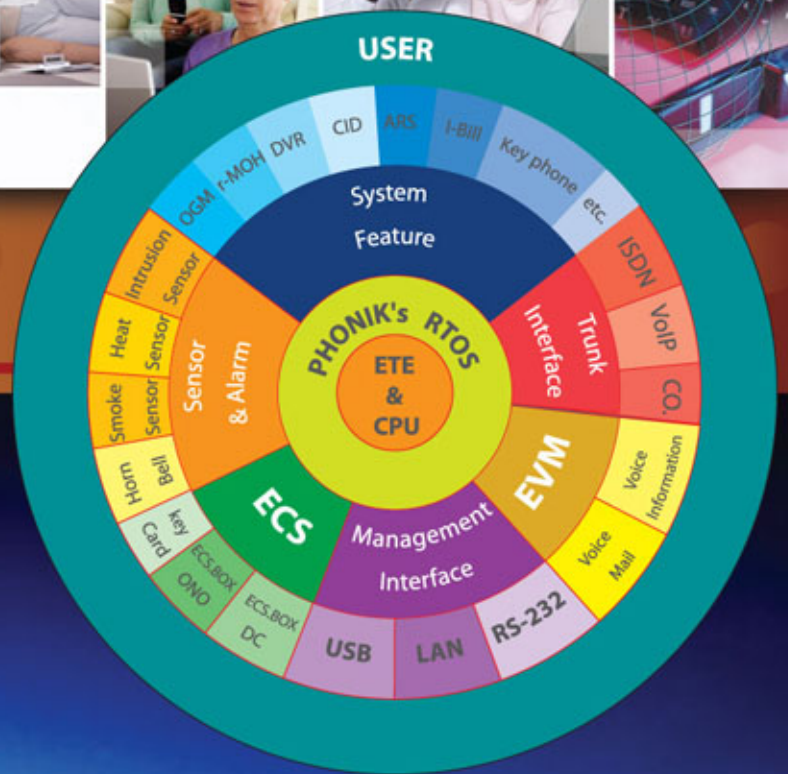 USER
OGM
r-MOH
DVR
CID
ARS
I-Bill
Key phone
etc.
System
Feature
ISDN
VoIP
CO.
Trunk
Interface
Voice
Information
Voice
Mail
EVM
RS-232
LAN
USB
Management
Interface
ECS.BOX
DC
ECS.BOX
ONO
key
Card
ECS
Horn
Bell
Smoke
Sensor
Heat
Sensor
Intrusion
Sensor
Sensor
& Alarm
PHONIK's RTOS
ETE
&
CPU